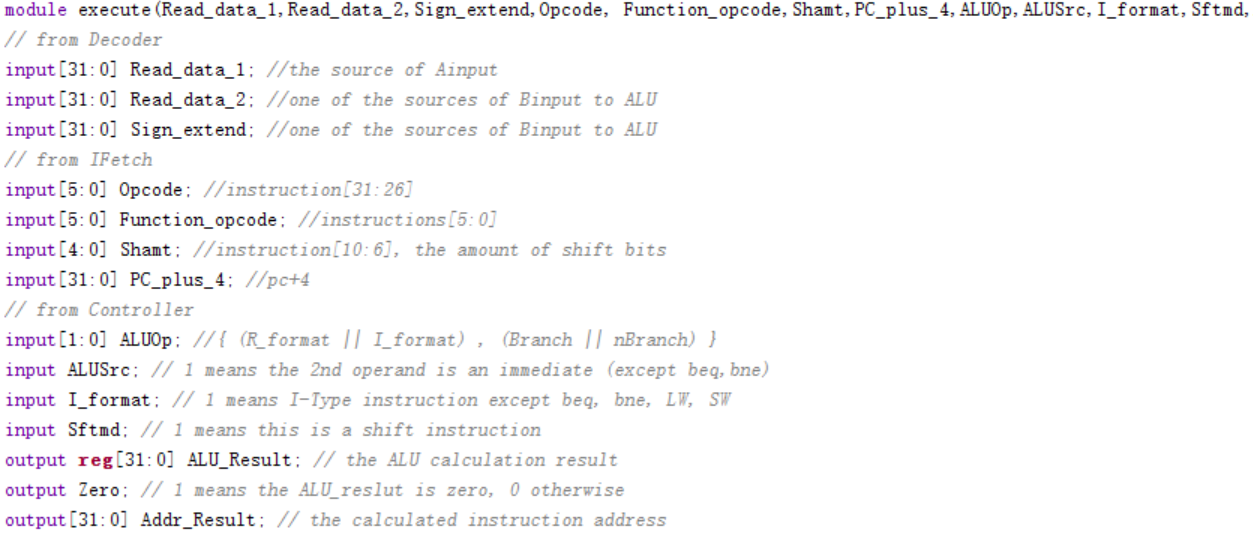 module execute(Read_data_1,Read_data_2,Sign_extend,Opcode, Function_opcode,Shamt,PC_plus_4,ALUOp,ALUSrc,I_format,Sftmd,
// from Decoder
input[31:0] Read_data_1; //the source of Ainput
input[31:0] Read_data_2; //one of the sources of Binput to ALU
input[31:0] Sign_extend; //one of the sources of Binput to ALU
// from IFetch
input[5:0] Opcode; //instruction[31:26]
input[5:0] Function_opcode; //instructions[5:0]
input[4:0] Shamt; //instruction[10:6], the amount of shift bits
input[31:0] PC_plus_4; //pc+4
// from Controller
input[1:0] ALUOp; //{ (R_format || I_format) , (Branch || nBranch) }
input ALUSrc; // 1 means the 2nd operand is an immediate (except beq,bne)
input I_format; // 1 means I-Type instruction except beq, bne, LW, SW
input Sftmd; // 1 means this is a shift instruction
output reg[31:0] ALU_Result; // the ALU calculation result
output Zero; // 1 means the ALU_reslut is zero, 0 otherwise
output[31:0] Addr_Result; // the calculated instruction address